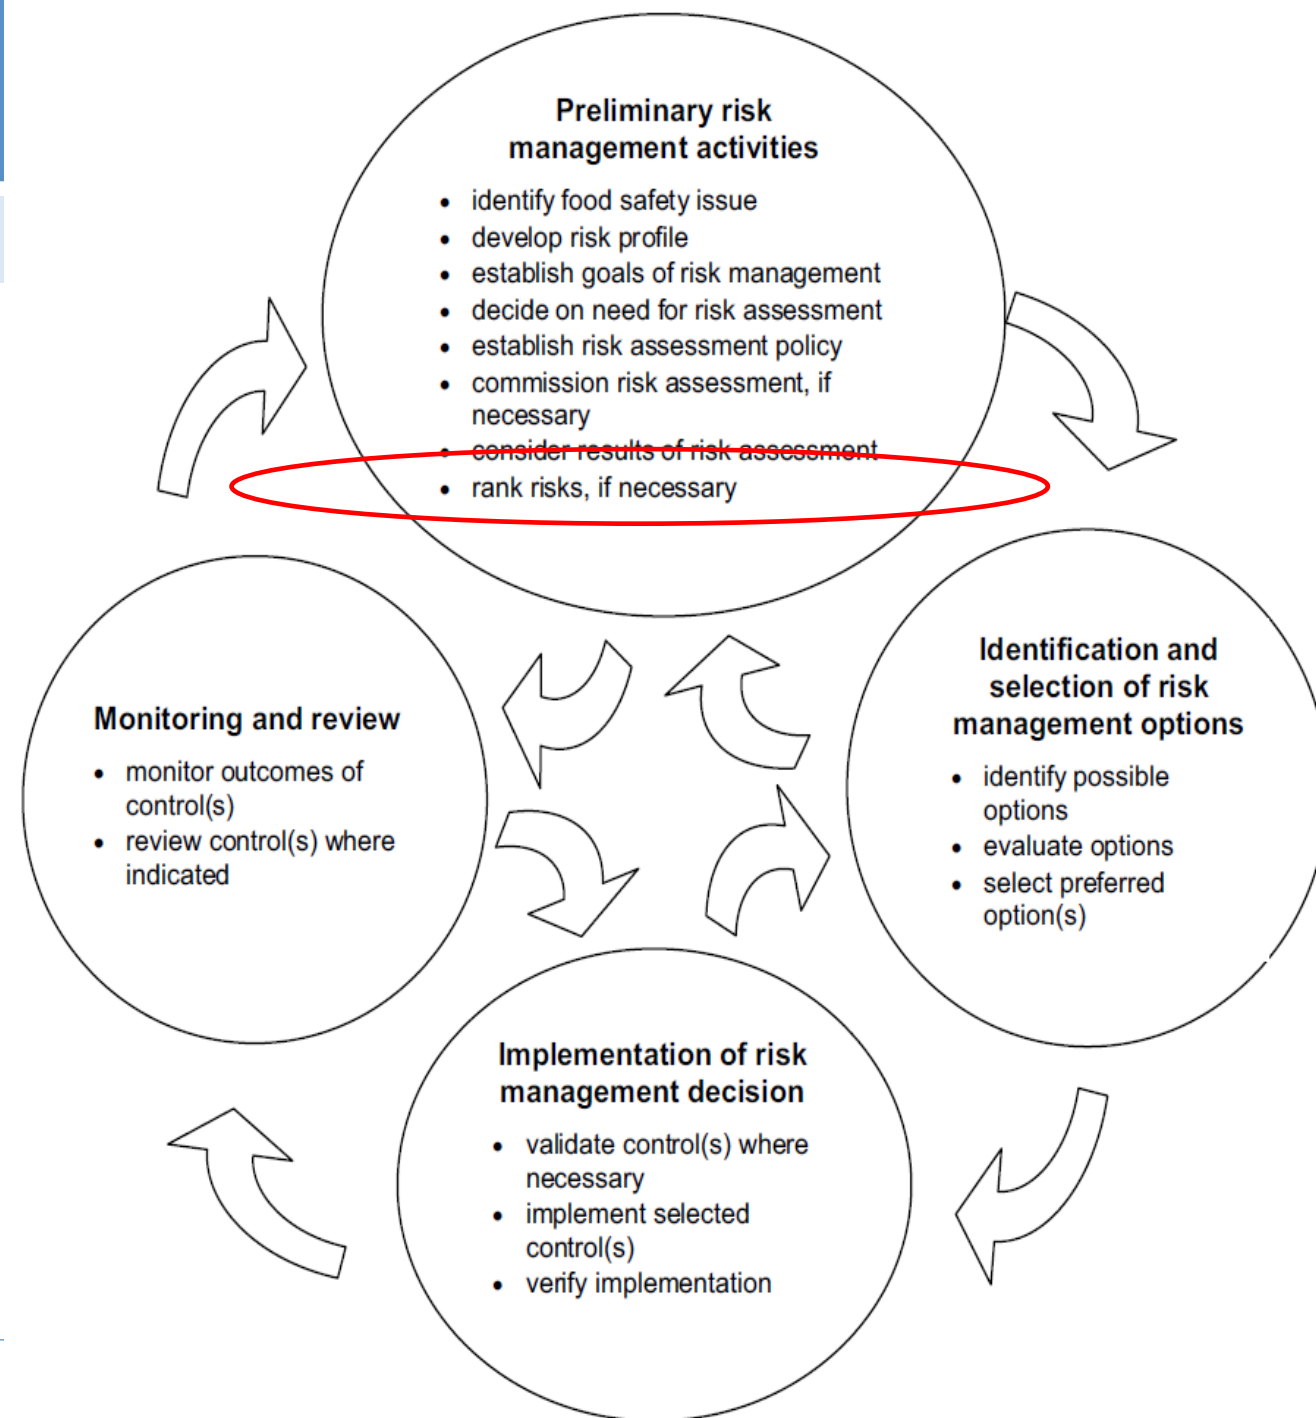 Preliminary risk
management activities
• identify food safety issue
• develop risk profile
• establish goals of risk management
• decide on need for risk assessment
• establish risk assessment policy
• commission risk assessment, if
necessary
• consider results of risk assessment
• rank risks, if necessary
Identification and
selection of risk
management options
• identify possible
options
• evaluate options
• select preferred
option(s)
Monitoring and review
• monitor outcomes of
control(s)
• review control(s) where
indicated
Implementation of risk
management decision
• validate control(s) where
necessary
• implement selected
control(s)
• verify implementation